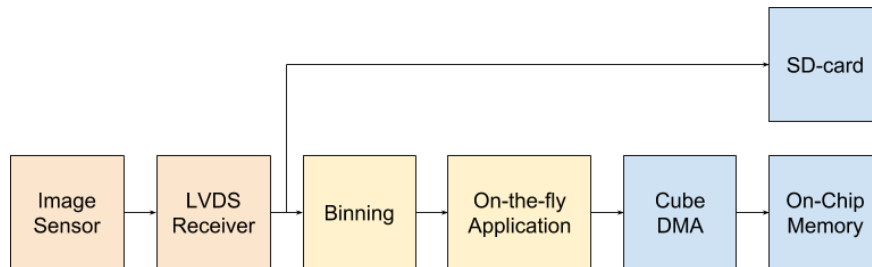 SD-card
Image
Sensor
LVDS
Receiver
Binning
On-the-fly
Application
Cube
DMA
On-Chip
Memory